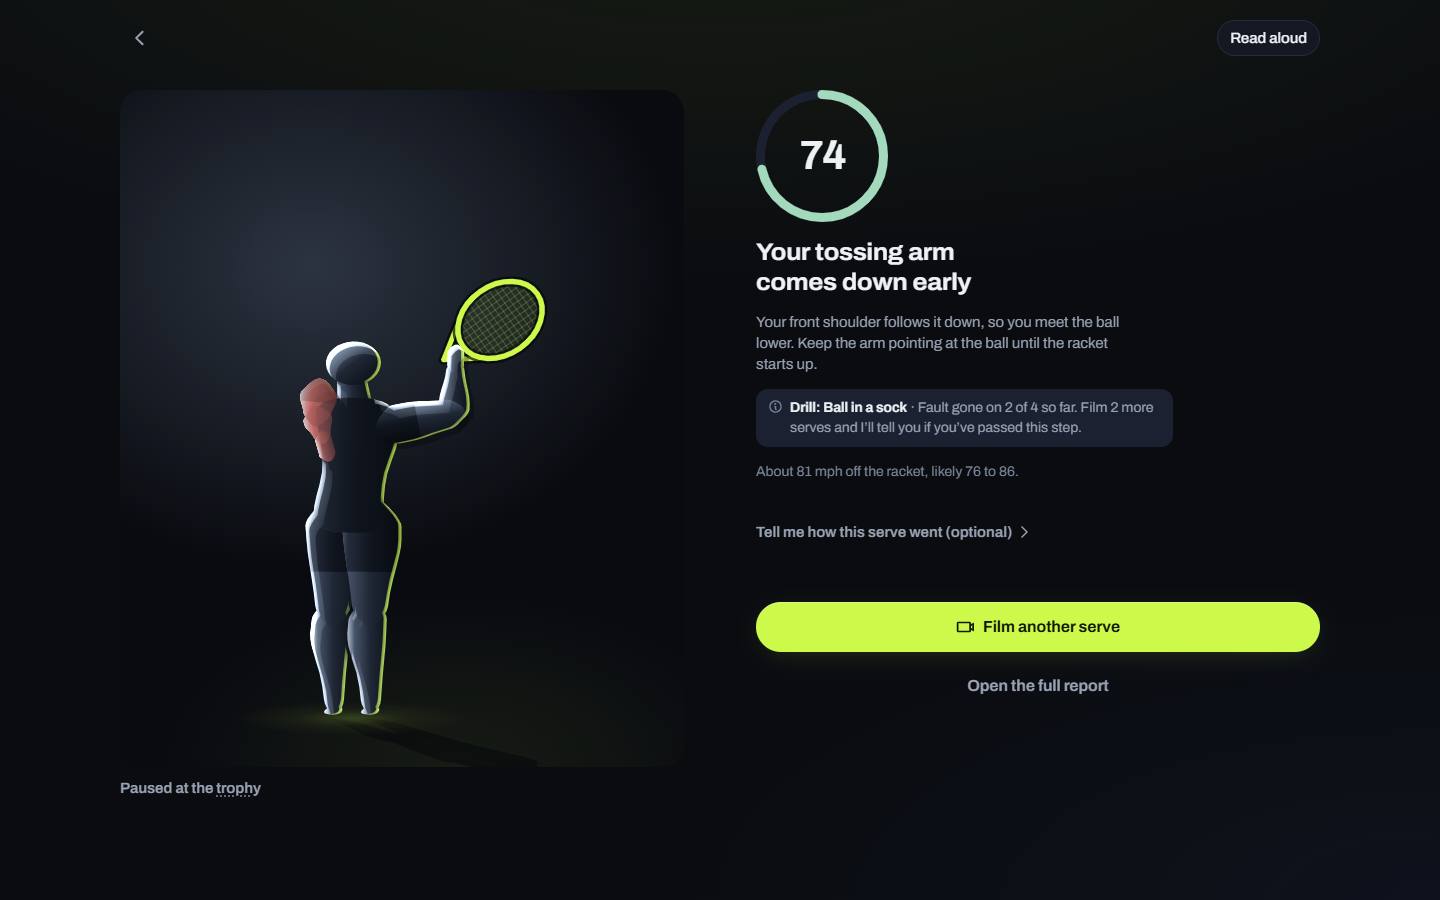 Read aloud
74
Your tossing arm
comes down early
Your front shoulder follows it down, so you meet the ball
lower. Keep the arm pointing at the ball until the racket
starts up.
Drill: Ball in a sock · Fault gone on 2 of 4 so far. Film 2 more
serves and I’ll tell you if you’ve passed this step.
About 81 mph off the racket, likely 76 to 86.
Tell me how this serve went (optional)
Film another serve
Open the full report
Paused at the trophy